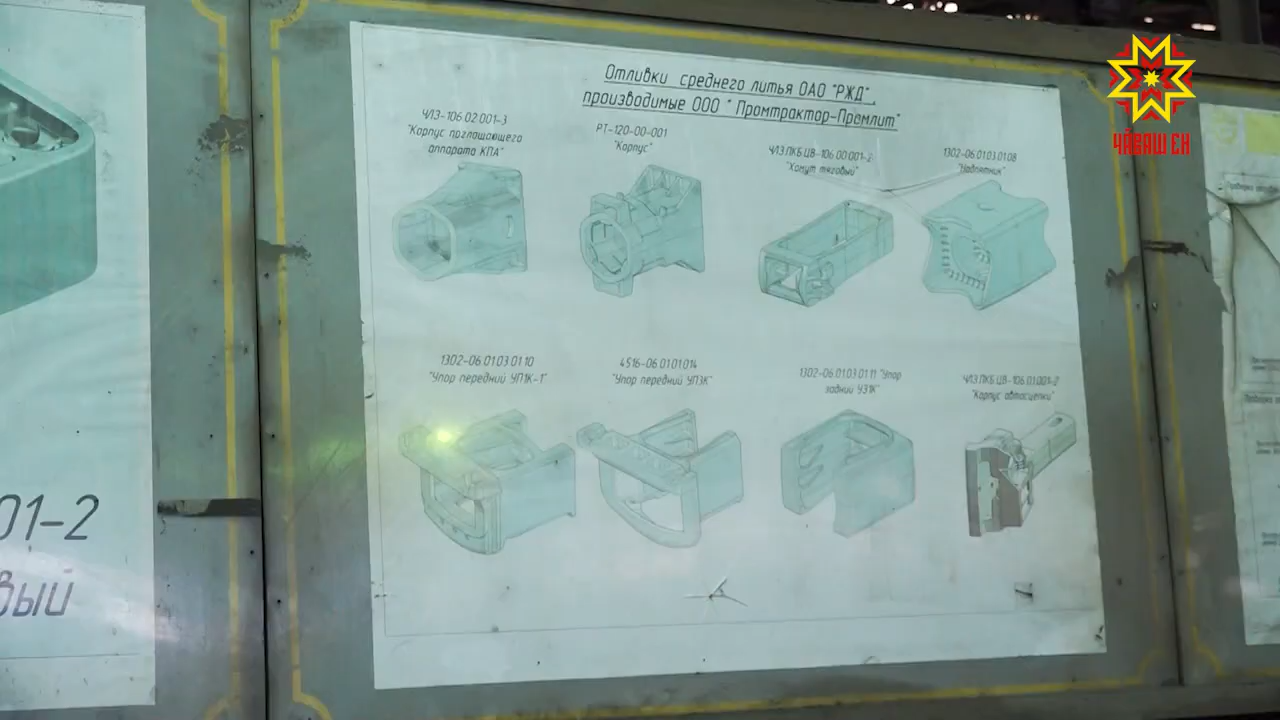 Отливки среднего литья ОАО "РЖД",
производимые ООО "Промтрактор-Промлит"
ЧЛЗ-106.02.001-3
"Корпус поглощающего
аппарата КПА"
РТ-120-00-001
"Корпус"
ЧЛЗ.ПКБ ЦВ-106.00.001-2
"Хомут тяговый"
1302-06.01.03.01.08
"Надпятник"
1302-06.01.03.01.10
"Упор передний УП1К-1"
4516-06.01.01.014
"Упор передний УПЗК"
1302-06.01.03.01.11 "Упор
задний УЗ1К"
ЧЛЗ.ПКБ ЦВ-106.01.001-2
"Корпус автосцепки"
01-2
вый
ЧӐВАШ ЕН